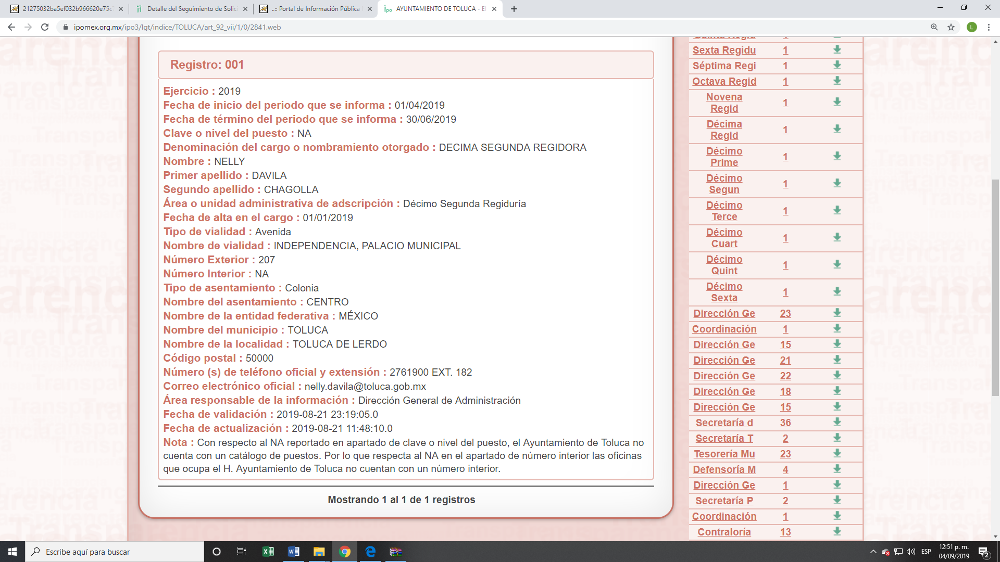 21275032ba5ef032b966620e75c
Detalle del Seguimiento de Solici
..:: Portal de Información Pública
AYUNTAMIENTO DE TOLUCA - El
ipomex.org.mx/ipo3/lgt/indice/TOLUCA/art_92_vii/1/0/2841.web
Registro: 001
Ejercicio : 2019
Fecha de inicio del periodo que se informa : 01/04/2019
Fecha de término del periodo que se informa : 30/06/2019
Clave o nivel del puesto : NA
Denominación del cargo o nombramiento otorgado : DECIMA SEGUNDA REGIDORA
Nombre : NELLY
Primer apellido : DAVILA
Segundo apellido : CHAGOLLA
Área o unidad administrativa de adscripción : Décimo Segunda Regiduría
Fecha de alta en el cargo : 01/01/2019
Tipo de vialidad : Avenida
Nombre de vialidad : INDEPENDENCIA, PALACIO MUNICIPAL
Número Exterior : 207
Número Interior : NA
Tipo de asentamiento : Colonia
Nombre del asentamiento : CENTRO
Nombre de la entidad federativa : MÉXICO
Nombre del municipio : TOLUCA
Nombre de la localidad : TOLUCA DE LERDO
Código postal : 50000
Número (s) de teléfono oficial y extensión : 2761900 EXT. 182
Correo electrónico oficial : nelly.davila@toluca.gob.mx
Área responsable de la información : Dirección General de Administración
Fecha de validación : 2019-08-21 23:19:05.0
Fecha de actualización : 2019-08-21 11:48:10.0
Nota : Con respecto al NA reportado en apartado de clave o nivel del puesto, el Ayuntamiento de Toluca no
cuenta con un catálogo de puestos. Por lo que respecta al NA en el apartado de número interior las oficinas
que ocupa el H. Ayuntamiento de Toluca no cuentan con un número interior.
Mostrando 1 al 1 de 1 registros
Quinta Regid 1
Sexta Regidu 1
Séptima Regi 1
Octava Regid 1
Novena
Regid 1
Décima
Regid 1
Décimo
Prime 1
Décimo
Segun 1
Décimo
Terce 1
Décimo
Cuart 1
Décimo
Quint 1
Décimo
Sexta 1
Dirección Ge 23
Coordinación 1
Dirección Ge 15
Dirección Ge 21
Dirección Ge 22
Dirección Ge 18
Dirección Ge 15
Secretaría d 36
Secretaría T 2
Tesorería Mu 23
Defensoría M 4
Dirección Ge 1
Secretaría P 2
Coordinación 1
Contraloría 13
Escribe aquí para buscar
ESP
12:51 p. m.
04/09/2019
2